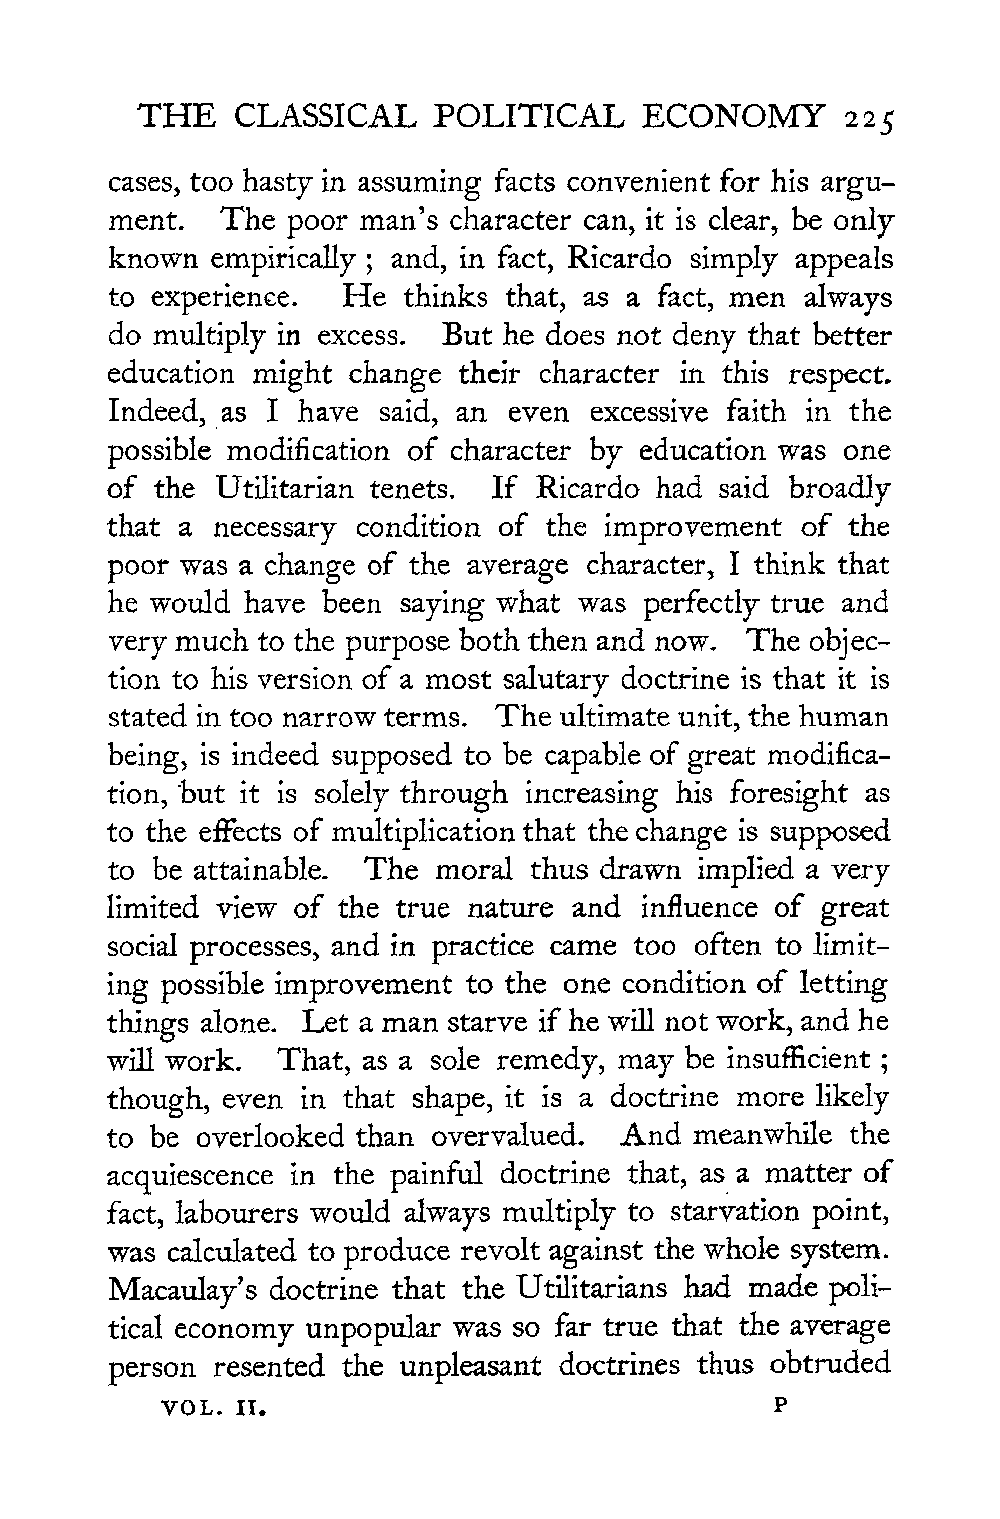 THE CLASSICAL POLITICAL ECONOMY 225
cases, too hasty in assuming facts convenient for his argu-
ment. The poor man's character can, it is clear, be only
known empirically ; and, in fact, Ricardo simply appeals
to experience. He thinks that, as a fact, men always
do multiply in excess. But he does not deny that better
education might change their character in this respect.
Indeed, as I have said, an even excessive faith in the
possible modification of character by education was one
of the Utilitarian tenets. If Ricardo had said broadly
that a necessary condition of the improvement of the
poor was a change of the average character, I think that
he would have been saying what was perfectly true and
very much to the purpose both then and now. The objec-
tion to his version of a most salutary doctrine is that it is
stated in too narrow terms. The ultimate unit, the human
being, is indeed supposed to be capable of great modifica-
tion, but it is solely through increasing his foresight as
to the effects of multiplication that the change is supposed
to be attainable. The moral thus drawn implied a very
limited view of the true nature and influence of great
social processes, and in practice came too often to limit-
ing possible improvement to the one condition of letting
things alone. Let a man starve if he will not work, and he
will work. That, as a sole remedy, may be insufficient ;
though, even in that shape, it is a doctrine more likely
to be overlooked than overvalued. And meanwhile the
acquiescence in the painful doctrine that, as a matter of
fact, labourers would always multiply to starvation point,
was calculated to produce revolt against the whole system.
Macaulay's doctrine that the Utilitarians had made poli-
tical economy unpopular was so far true that the average
person resented the unpleasant doctrines thus obtruded
VOL. II. P